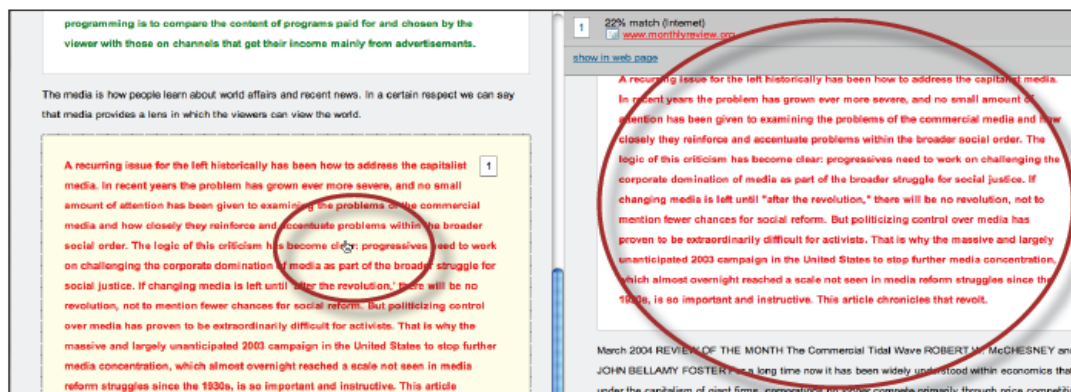 programming is to compare the content of programs paid for and chosen by the
viewer with those on channels that get their income mainly from advertisements.
The media is how people learn about world affairs and recent news. In a certain respect we can say
that media provides a lens in which the viewers can view the world.
A recurring issue for the left historically has been how to address the capitalist
1
media. In recent years the problem has grown ever more severe, and no small
amount of attention has been given to examining the problems of the commercial
media and how closely they reinforce and accentuate problems within the broader
social order. The logic of this criticism has become clear: progressives need to work
on challenging the corporate domination of media as part of the broader struggle for
social justice. If changing media is left until 'after the revolution,' there will be no
revolution, not to mention fewer chances for social reform. But politicizing control
over media has proven to be extraordinarily difficult for activists. That is why the
massive and largely unanticipated 2003 campaign in the United States to stop further
media concentration, which almost overnight reached a scale not seen in media
reform struggles since the 1930s, is so important and instructive. This article
1
22% match (Internet)
www.monthlyreview.org
show in web page
A recurring issue for the left historically has been how to address the capitalist media.
In recent years the problem has grown ever more severe, and no small amount of
attention has been given to examining the problems of the commercial media and how
closely they reinforce and accentuate problems within the broader social order. The
logic of this criticism has become clear: progressives need to work on challenging the
corporate domination of media as part of the broader struggle for social justice. If
changing media is left until "after the revolution," there will be no revolution, not to
mention fewer chances for social reform. But politicizing control over media has
proven to be extraordinarily difficult for activists. That is why the massive and largely
unanticipated 2003 campaign in the United States to stop further media concentration,
which almost overnight reached a scale not seen in media reform struggles since the
1930s, is so important and instructive. This article chronicles that revolt.
March 2004 REVIEW OF THE MONTH The Commercial Tidal Wave ROBERT W. McCHESNEY and
JOHN BELLAMY FOSTER For a long time now it has been widely understood within economics that
under the capitalism of giant firms, corporations no longer compete primarily through price